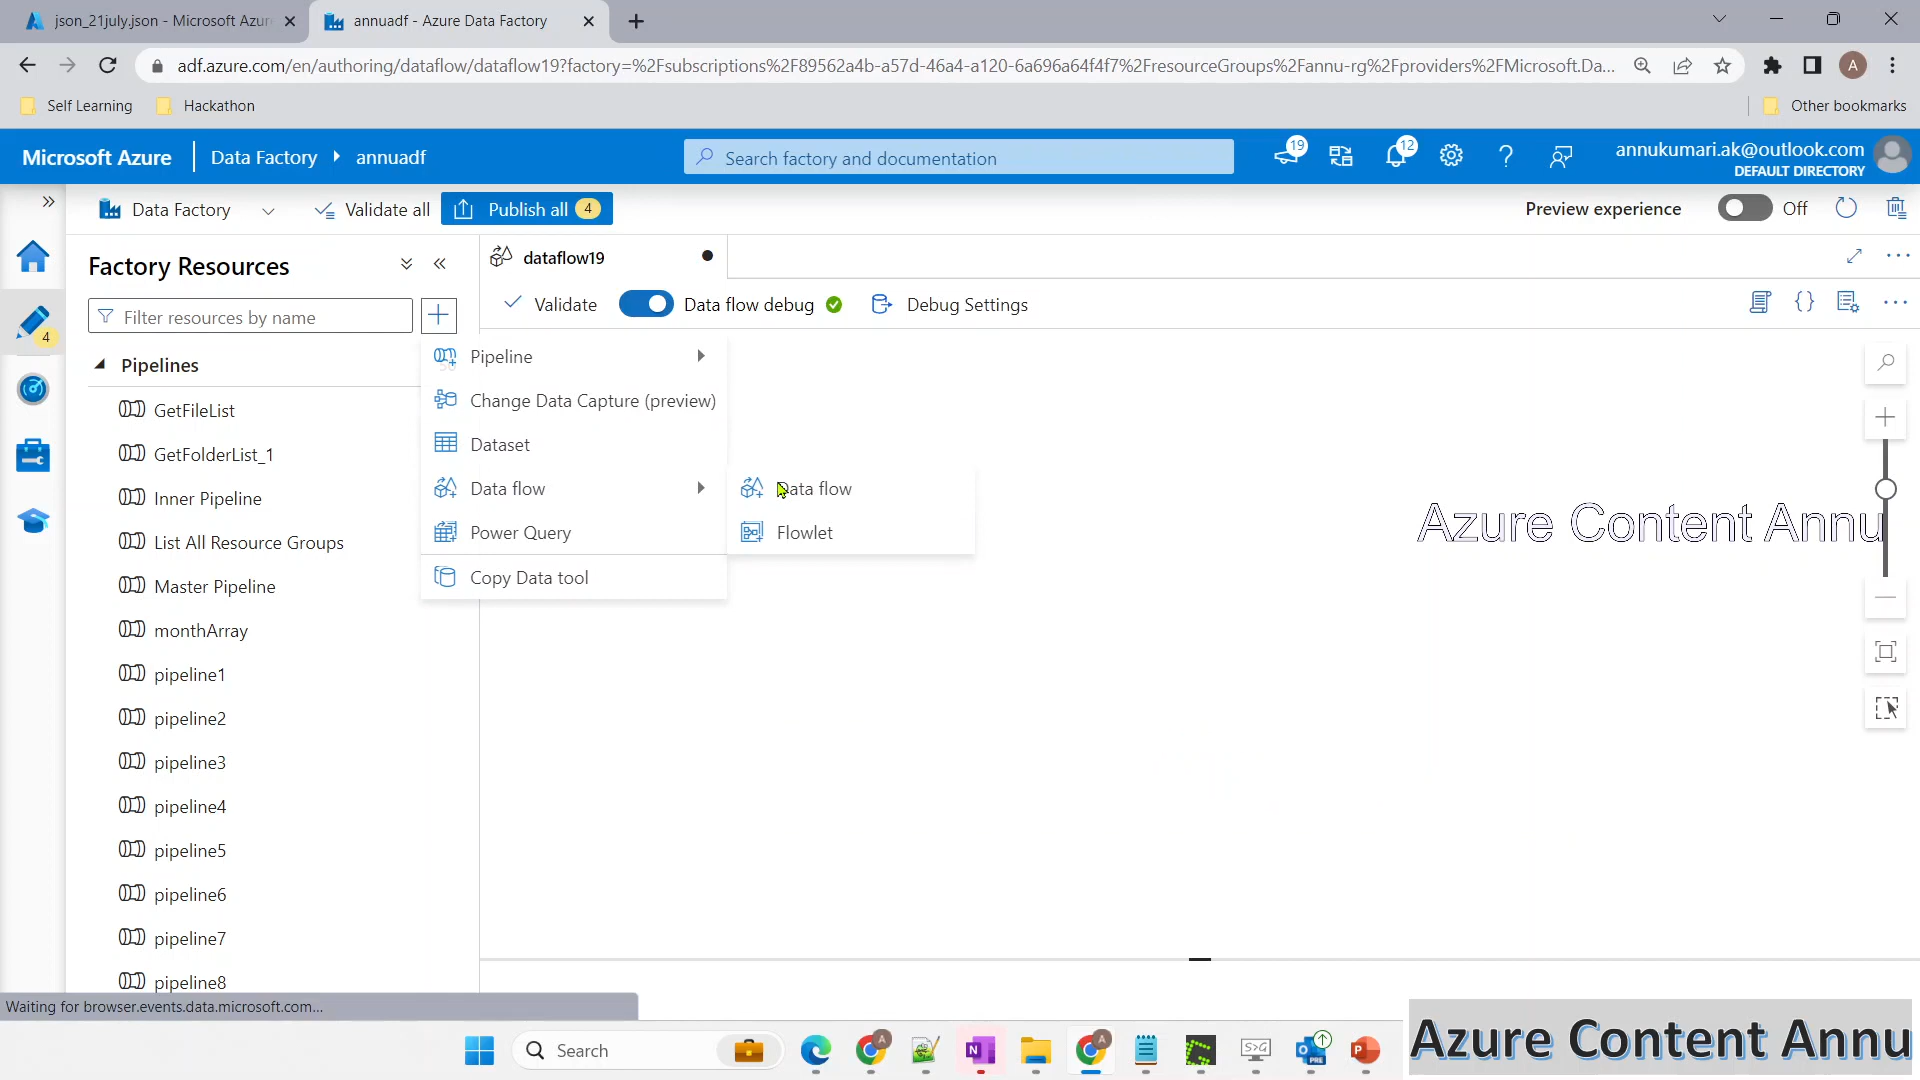 json_21july.json - Microsoft Azur
annuadf - Azure Data Factory
adf.azure.com/en/authoring/dataflow/dataflow19?factory=%2Fsubscriptions%2F89562a4b-a57d-46a4-a120-6a696a64f4f7%2FresourceGroups%2Fannu-rg%2Fproviders%2FMicrosoft.Da...
A
Self Learning
Hackathon
Other bookmarks
Microsoft Azure
Data Factory
annuadf
Search factory and documentation
19
12
annukumari.ak@outlook.com
DEFAULT DIRECTORY
Data Factory
Validate all
Publish all 4
Preview experience
Off
Factory Resources
dataflow19
Validate
Data flow debug
Debug Settings
Filter resources by name
4
Pipelines
GetFileList
GetFolderList_1
Inner Pipeline
List All Resource Groups
Master Pipeline
monthArray
pipeline1
pipeline2
pipeline3
pipeline4
pipeline5
pipeline6
pipeline7
pipeline8
Pipeline
Change Data Capture (preview)
Dataset
Data flow
Power Query
Copy Data tool
Data flow
Flowlet
Azure Content Annu
Waiting for browser.events.data.microsoft.com...
Search
Azure Content Annu